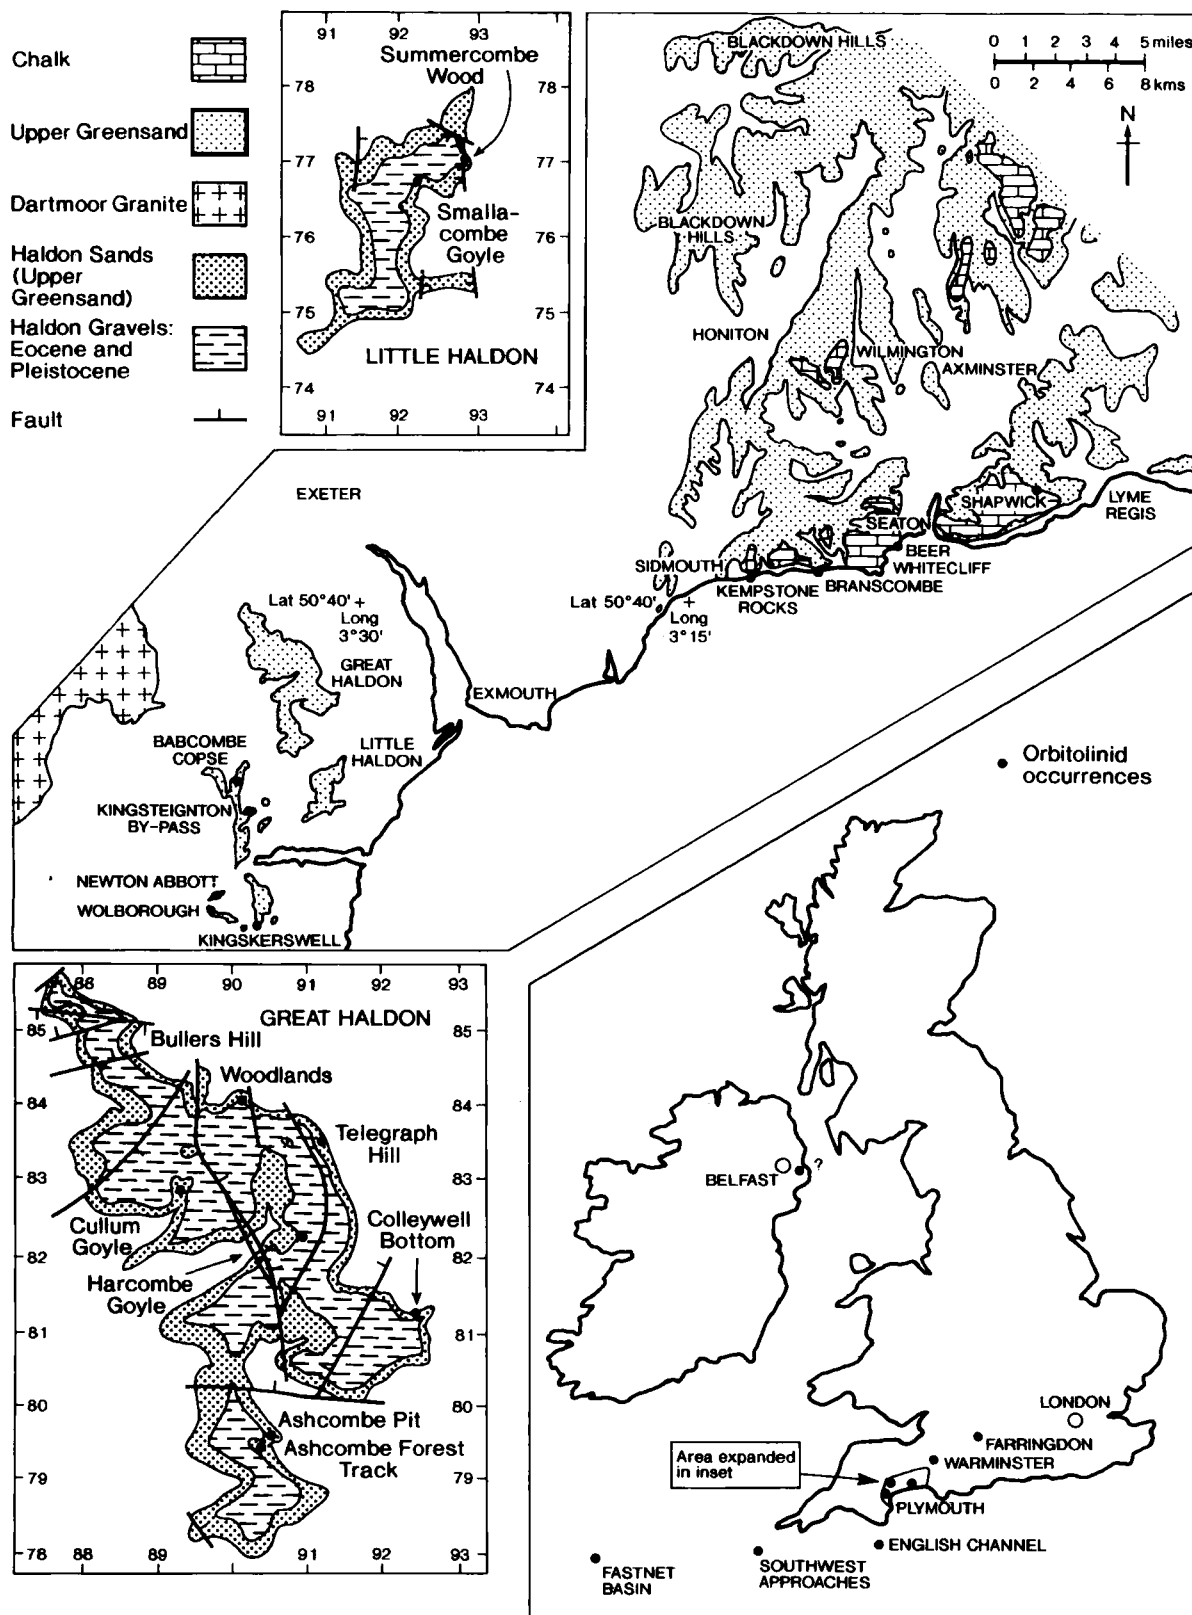 Chalk
Upper Greensand
Dartmoor Granite
Haldon Sands
(Upper
Greensand)
Haldon Gravels:
Eocene and
Pleistocene
Fault
91 92 93
Summercombe
Wood
78 78
77 77
Smalla-
combe
Goyle
76 76
75 75
LITTLE HALDON
74 74
91 92 93
BLACKDOWN HILLS
0 1 2 3 4 5 miles
0 2 4 6 8 kms
N
BLACKDOWN
HILLS
HONITON
WILMINGTON
AXMINSTER
SHAPWICK
LYME
REGIS
SEATON
BEER
WHITECLIFF
SIDMOUTH
BRANSCOMBE
KEMPSTONE
ROCKS
Lat 50°40'
Long
3°15'
EXETER
Lat 50°40'
Long
3°30'
GREAT
HALDON
EXMOUTH
BABCOMBE
COPSE
LITTLE
HALDON
KINGSTEIGNTON
BY-PASS
NEWTON ABBOTT
WOLBOROUGH
KINGSKERSWELL
Orbitolinid
occurrences
88 89 90 91 92 93
GREAT HALDON
85 85
Bullers Hill
Woodlands
84 84
Telegraph
Hill
83 83
Cullum
Goyle
Colleywell
Bottom
82 82
Harcombe
Goyle
81 81
80 80
Ashcombe Pit
Ashcombe Forest
Track
79 79
78 88 89 90 91 92 93
BELFAST
?
LONDON
FARRINGDON
WARMINSTER
Area expanded
in inset
PLYMOUTH
ENGLISH CHANNEL
FASTNET
BASIN
SOUTHWEST
APPROACHES